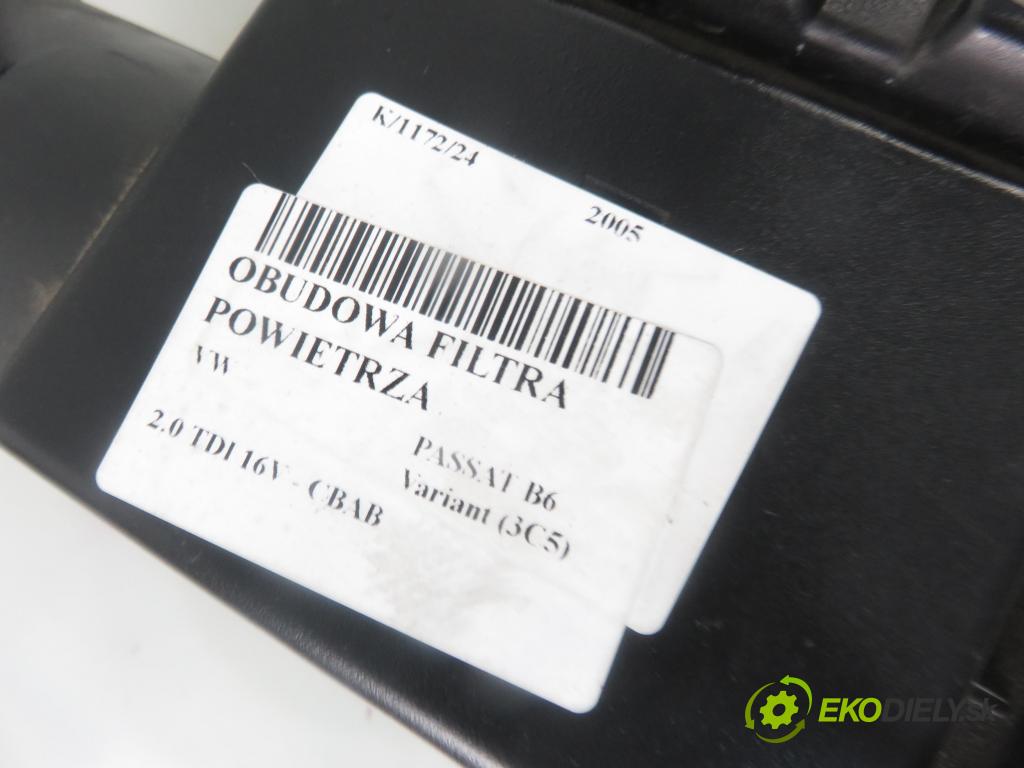 K/1172/24
2005
OBUDOWA FILTRA
POWIETRZA
VW
PASSAT B6
Variant (3C5)
2.0 TDI 16V - CBAB
EKODIELY.sk